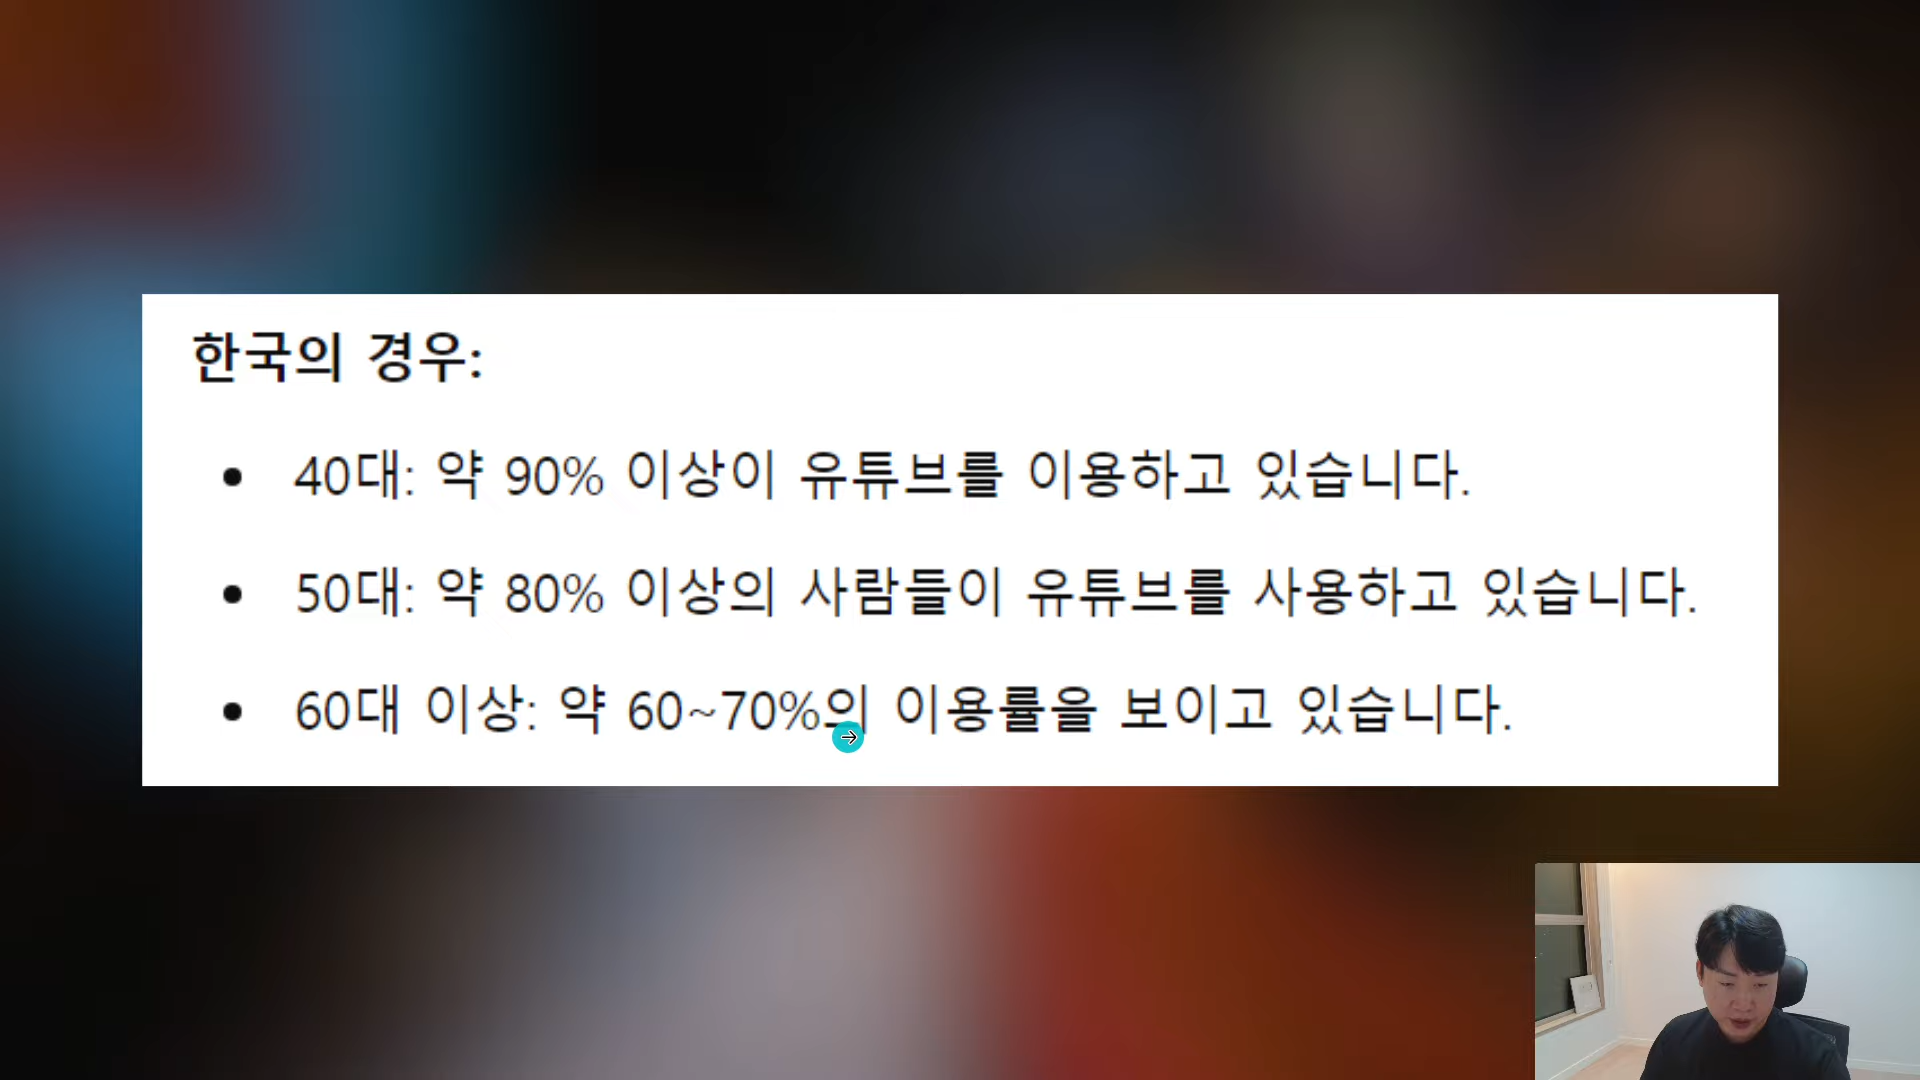 한국의 경우:
• 40대: 약 90% 이상이 유튜브를 이용하고 있습니다.
• 50대: 약 80% 이상의 사람들이 유튜브를 사용하고 있습니다.
• 60대 이상: 약 60~70%의 이용률을 보이고 있습니다.